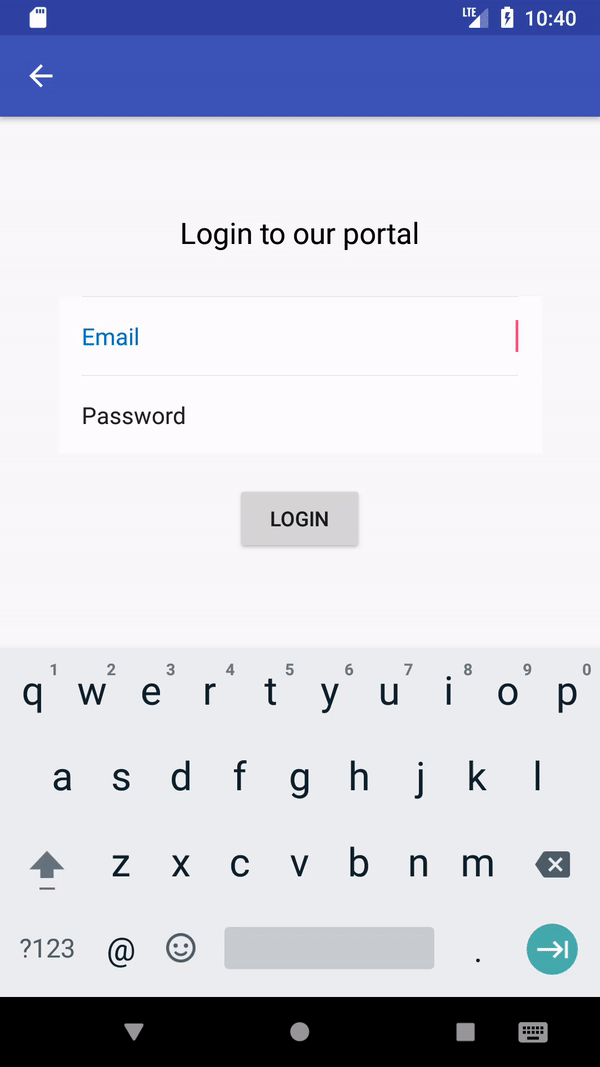 LTE 10:40
Login to our portal
Email
Password
LOGIN
1 2 3 4 5 6 7 8 9 0
q w e r t y u i o p
a s d f g h j k l
z x c v b n m
?123 @ .